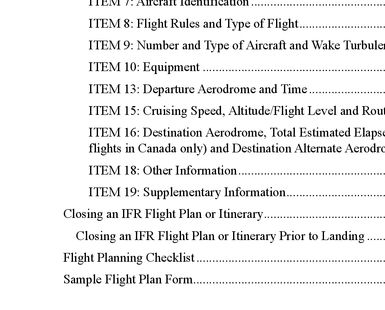 ITEM 7: Aircraft Identification
ITEM 8: Flight Rules and Type of Flight
ITEM 9: Number and Type of Aircraft and Wake
ITEM 10: Equipment
ITEM 13: Departure Aerodrome and Time
ITEM 15: Cruising Speed, Altitude/Flight Level and
ITEM 16: Destination Aerodrome, Total Estimated
flights in Canada only) and Destination Alternate
ITEM 18: Other Information
ITEM 19: Supplementary Information
Closing an IFR Flight Plan or Itinerary
Closing an IFR Flight Plan or Itinerary Prior to Landing
Flight Planning Checklist
Sample Flight Plan Form